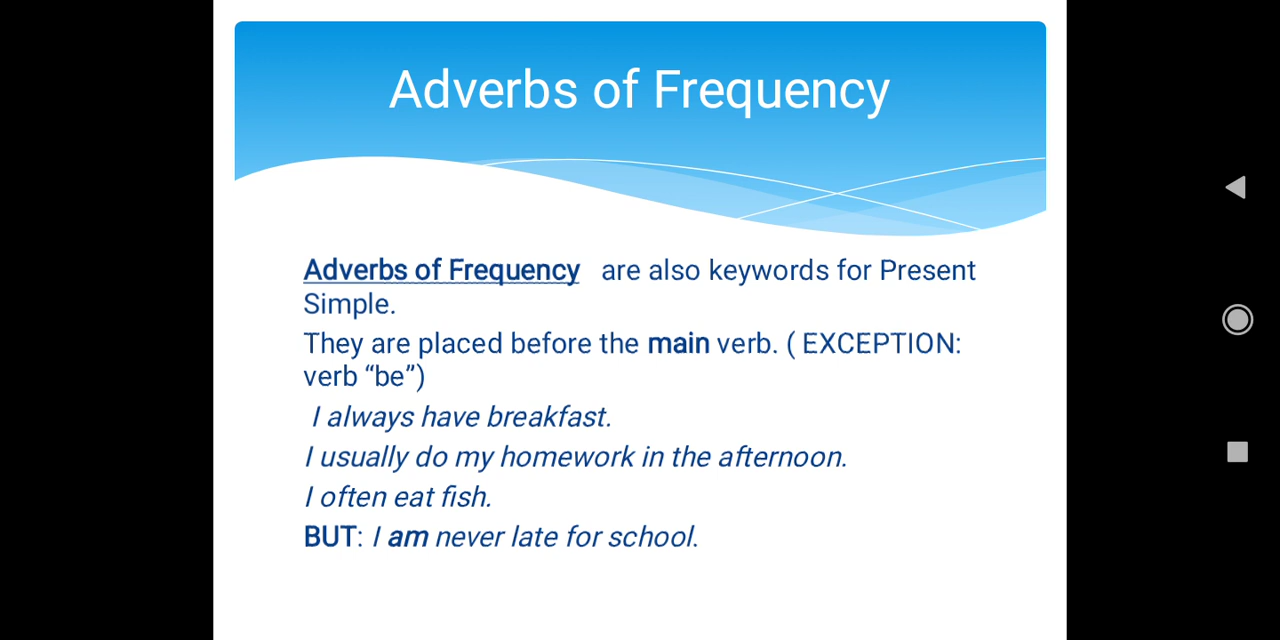 Adverbs of Frequency
Adverbs of Frequency are also keywords for Present
Simple.
They are placed before the main verb. ( EXCEPTION:
verb “be”)
I always have breakfast.
I usually do my homework in the afternoon.
I often eat fish.
BUT: I am never late for school.